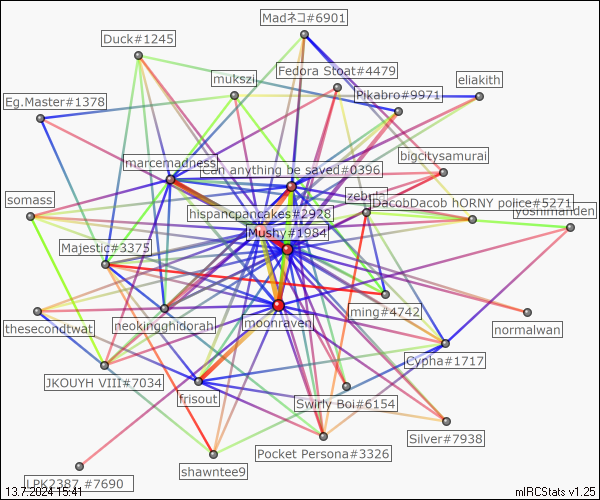 Madネコ#6901
Duck#1245
Fedora Stoat#4479
mukszi
eliakith
Pikabro#9971
Eg.Master#1378
bigcitysamurai
marcemadness
Can anything be saved#0396
somass
DacobDacob hORNY police#5271
yoshimanden
hispancpancakes#2928
Mushy#1984
Majestic#3375
ming#4742
moonraven
neokingghidorah
thesecondtwat
normalwan
Cypha#1717
JKOUYH VIII#7034
frisout
Swirly Boi#6154
Silver#7938
Pocket Persona#3326
shawntee9
LPK2387 #7690
13.7.2024 15:41
mIRCStats v1.25